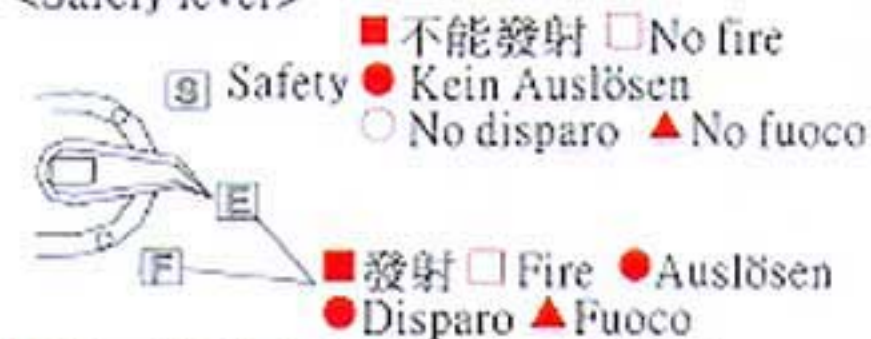 <Safety lever>
■ 不能發射 □ No fire
S Safety ● Kein Auslösen
○ No disparo ▲ No fuoco
E
F
■ 發射 □ Fire ● Auslösen
● Disparo ▲ Fuoco